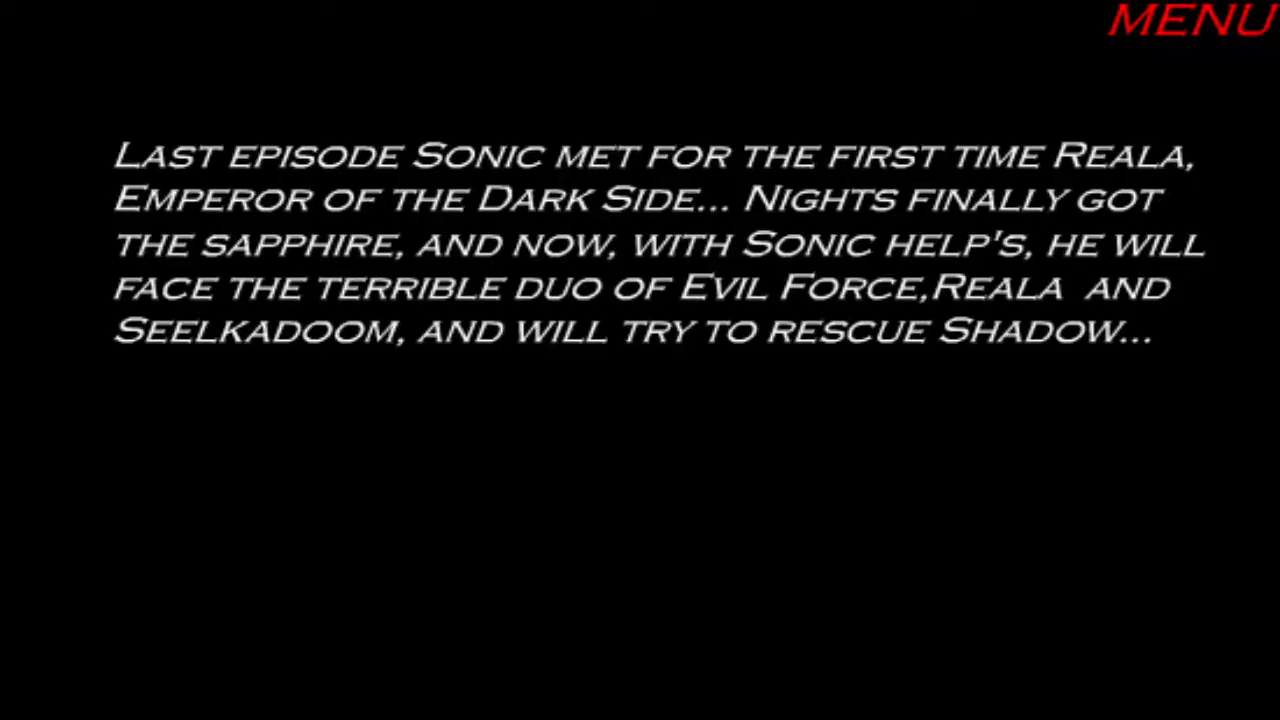 MENU
Last episode Sonic met for the first time Reala,
Emperor of the Dark Side... Nights finally got
the sapphire, and now, with Sonic help's, he will
face the terrible duo of Evil Force,Reala and
Seelkadoom, and will try to rescue Shadow...